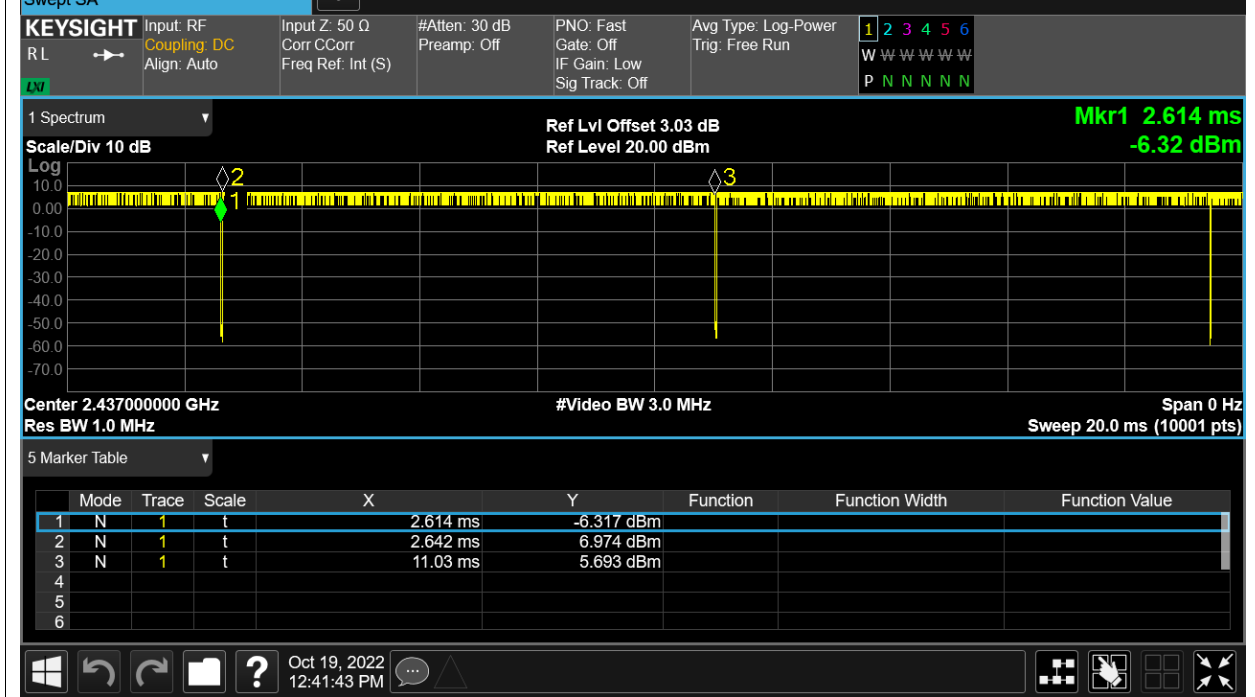 Swept SA
KEYSIGHT Input: RF Input Z: 50 Ω #Atten: 30 dB PNO: Fast Avg Type: Log-Power 1 2 3 4 5 6
RL Coupling: DC Corr CCorr Preamp: Off Gate: Off Trig: Free Run W W W W W W
Align: Auto Freq Ref: Int (S) IF Gain: Low
LXI Sig Track: Off P N N N N N
1 Spectrum Ref Lvl Offset 3.03 dB Mkr1 2.614 ms
Scale/Div 10 dB Ref Level 20.00 dBm -6.32 dBm
Log
10.0
0.00
-10.0
-20.0
-30.0
-40.0
-50.0
-60.0
-70.0
2
1
3
Center 2.437000000 GHz #Video BW 3.0 MHz Span 0 Hz
Res BW 1.0 MHz Sweep 20.0 ms (10001 pts)
5 Marker Table
Mode Trace Scale X Y Function Function Width Function Value
1 N 1 t 2.614 ms -6.317 dBm
2 N 1 t 2.642 ms 6.974 dBm
3 N 1 t 11.03 ms 5.693 dBm
4
5
6
? Oct 19, 2022
12:41:43 PM